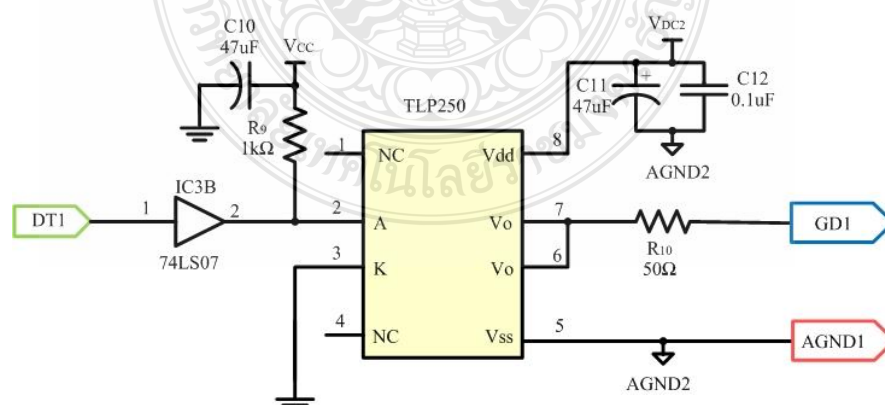 C10
47uF
VCC
R9
1kΩ
TLP250
VDC2
C11
47uF
+
C12
0.1uF
AGND2
DT1
1
IC3B
2
74LS07
1
NC
2
A
3
K
4
NC
Vdd
8
Vo
7
Vo
6
Vss
5
R10
50Ω
GD1
AGND2
AGND1